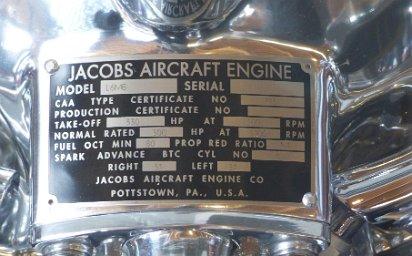 JACOBS AIRCRAFT ENGINE
MODEL L6MB SERIAL
CAA TYPE CERTIFICATE NO
PRODUCTION CERTIFICATE NO
TAKE-OFF 330 HP AT RPM
NORMAL RATED 300 HP AT RPM
FUEL OCT MIN 80 PROP RED RATIO
SPARK ADVANCE BTC CYL NO
RIGHT LEFT
JACOBS AIRCRAFT ENGINE CO
POTTSTOWN, PA., U.S.A.